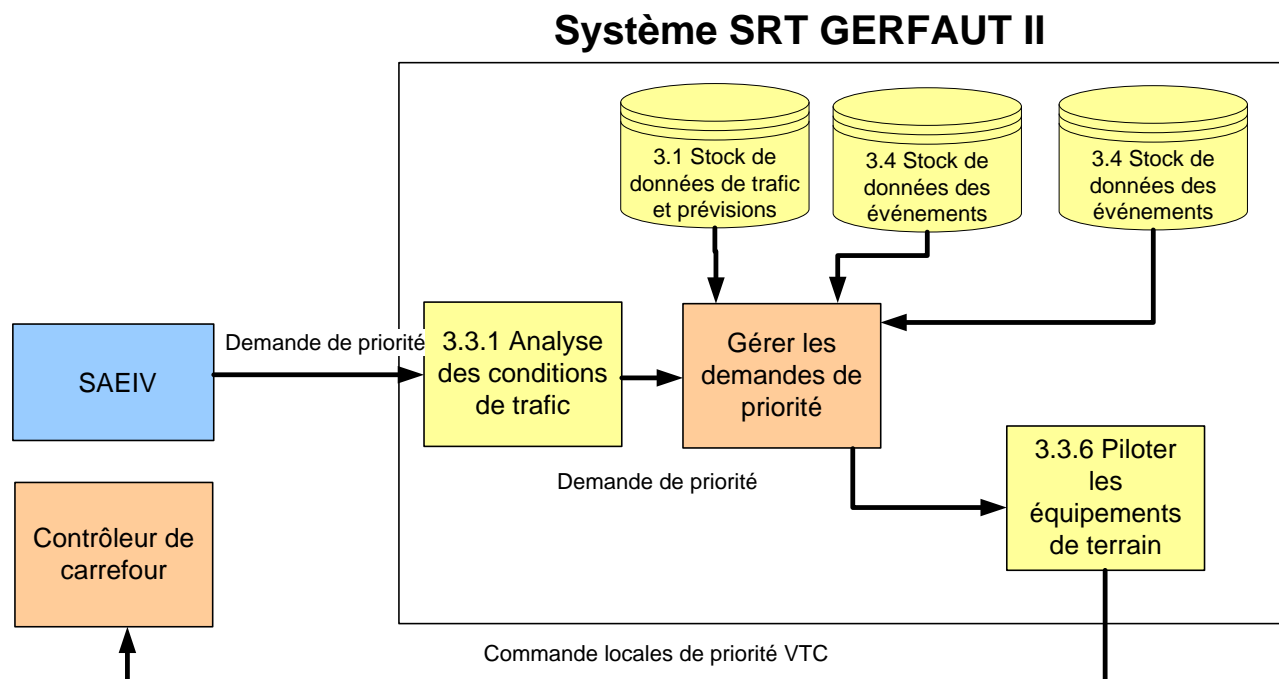 Système SRT GERFAUT II
3.1 Stock de
données de trafic
et prévisions
3.4 Stock de
données des
événements
3.4 Stock de
données des
événements
Demande de priorité
SAEIV
3.3.1 Analyse
des conditions
de trafic
Gérer les
demandes de
priorité
Demande de priorité
3.3.6 Piloter
les
équipements
de terrain
Contrôleur de
carrefour
Commande locales de priorité VTC